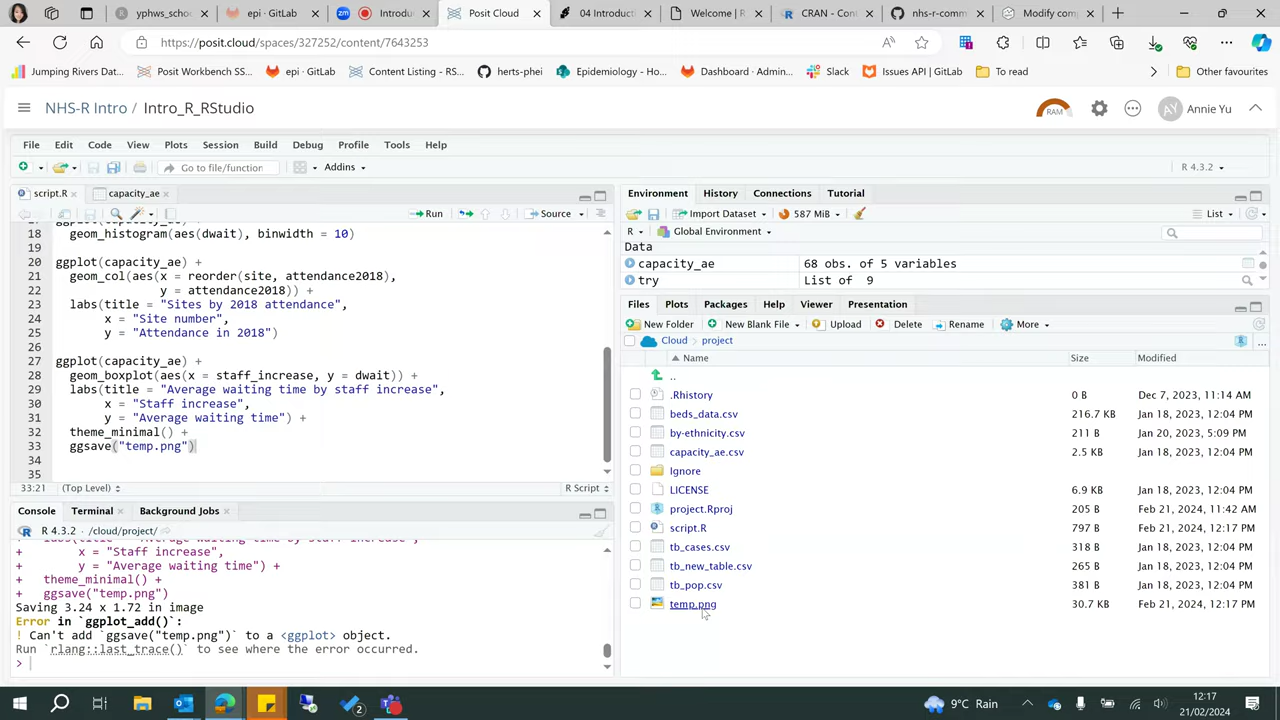 yphws_scho
epi · GitLab
Introduc
Posit Cloud
04 Introducti
Welcome | R
CRAN - Cont
nhs-r-comm
Modify comp
https://posit.cloud/spaces/327252/content/7643253
Jumping Rivers Dat...
Posit Workbench SS...
epi · GitLab
Content Listing - RS...
herts-phei
Epidemiology - Ho...
Dashboard · Admin...
Slack
Issues API | GitLab
To read
Other favourites
NHS-R Intro / Intro_R_RStudio
RAM
AY
Annie Yu
File Edit Code View Plots Session Build Debug Profile Tools Help
Go to file/function
Addins
R 4.3.2
script.R
capacity_ae
Run
Source
18 geom_histogram(aes(dwait), binwidth = 10)
19
20 ggplot(capacity_ae) +
21 geom_col(aes(x = reorder(site, attendance2018),
22 y = attendance2018)) +
23 labs(title = "Sites by 2018 attendance",
24 x = "Site number",
25 y = "Attendance in 2018")
26
27 ggplot(capacity_ae) +
28 geom_boxplot(aes(x = staff_increase, y = dwait)) +
29 labs(title = "Average waiting time by staff increase",
30 x = "Staff increase",
31 y = "Average waiting time") +
32 theme_minimal() +
33 ggsave("temp.png")
34
35
33:21 (Top Level) R Script
Console Terminal Background Jobs
R 4.3.2 · /cloud/project/
+ labs(title = "Average waiting time by staff increase",
+ x = "Staff increase",
+ y = "Average waiting time") +
+ theme_minimal() +
+ ggsave("temp.png")
Saving 3.24 x 1.72 in image
Error in `ggplot_add()`:
! Can't add `ggsave("temp.png")` to a <ggplot> object.
Run `rlang::last_trace()` to see where the error occurred.
>
Environment History Connections Tutorial
Import Dataset 587 MiB List
R Global Environment
Data
capacity_ae 68 obs. of 5 variables
try List of 9
Files Plots Packages Help Viewer Presentation
New Folder New Blank File Upload Delete Rename More
Cloud project
Name Size Modified
..
.Rhistory 0 B Dec 7, 2023, 11:14 AM
beds_data.csv 216.7 KB Jan 18, 2023, 12:04 PM
by-ethnicity.csv 211 B Jan 20, 2023, 5:09 PM
capacity_ae.csv 2.5 KB Jan 18, 2023, 12:04 PM
Ignore
LICENSE 6.9 KB Jan 18, 2023, 12:04 PM
project.Rproj 205 B Feb 21, 2024, 11:42 AM
script.R 797 B Feb 21, 2024, 12:17 PM
tb_cases.csv 318 B Jan 18, 2023, 12:04 PM
tb_new_table.csv 265 B Jan 18, 2023, 12:04 PM
tb_pop.csv 381 B Jan 18, 2023, 12:04 PM
temp.png 30.7 KB Feb 21, 2024, 12:17 PM
9°C Rain
12:17
21/02/2024